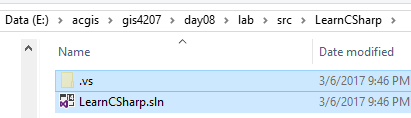 Data (E:) > acgis > gis4207 > day08 > lab > src > LearnCSharp >
Name Date modified
.vs 3/6/2017 9:46 PM
LearnCSharp.sln 3/6/2017 9:46 PM